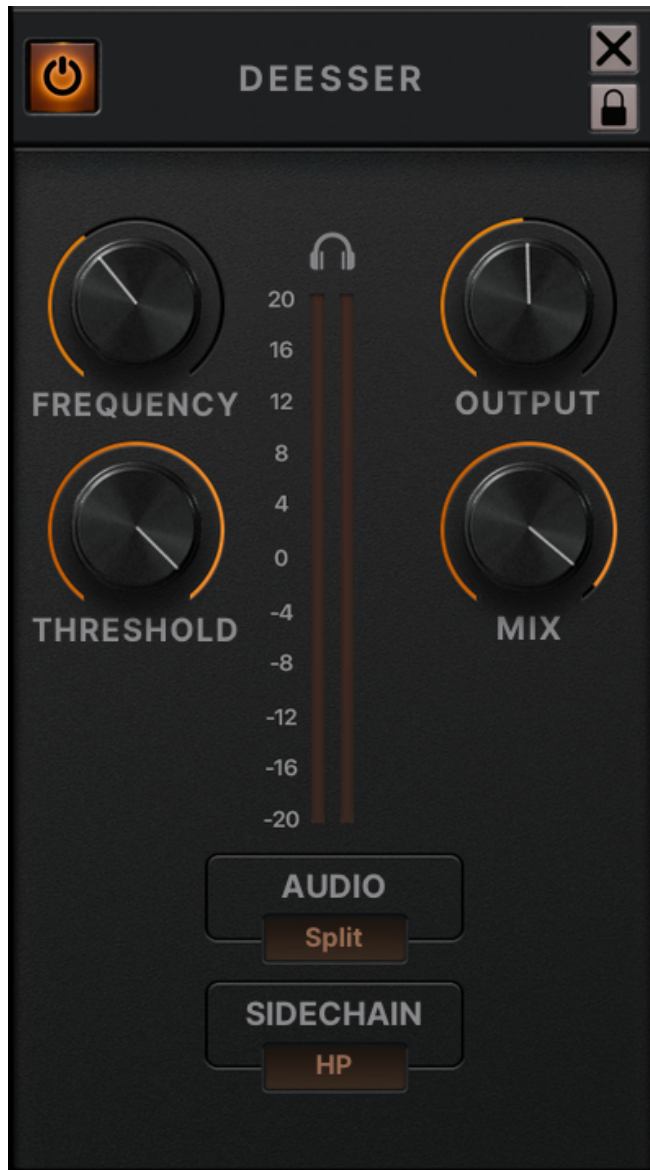 DEESSER
FREQUENCY
OUTPUT
THRESHOLD
MIX
20
16
12
8
4
0
-4
-8
-12
-16
-20
AUDIO
Split
SIDECHAIN
HP